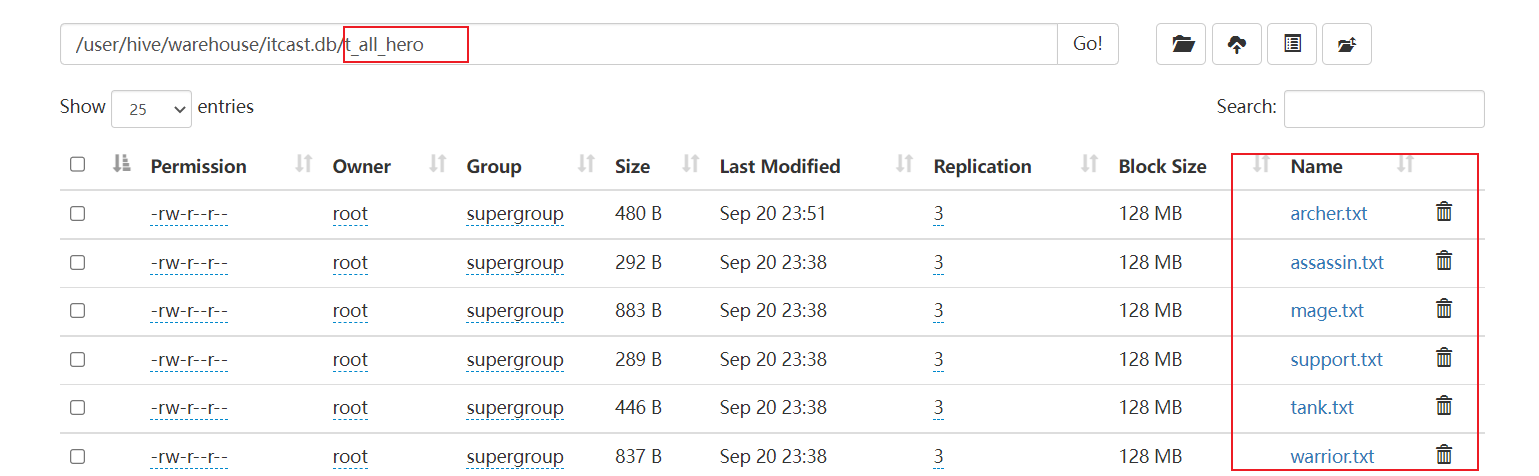 /user/hive/warehouse/itcast.db/t_all_hero Go!
Show 25 entries Search:
Permission Owner Group Size Last Modified Replication Block Size Name
-rw-r--r-- root supergroup 480 B Sep 20 23:51 3 128 MB archer.txt
-rw-r--r-- root supergroup 292 B Sep 20 23:38 3 128 MB assassin.txt
-rw-r--r-- root supergroup 883 B Sep 20 23:38 3 128 MB mage.txt
-rw-r--r-- root supergroup 289 B Sep 20 23:38 3 128 MB support.txt
-rw-r--r-- root supergroup 446 B Sep 20 23:38 3 128 MB tank.txt
-rw-r--r-- root supergroup 837 B Sep 20 23:38 3 128 MB warrior.txt